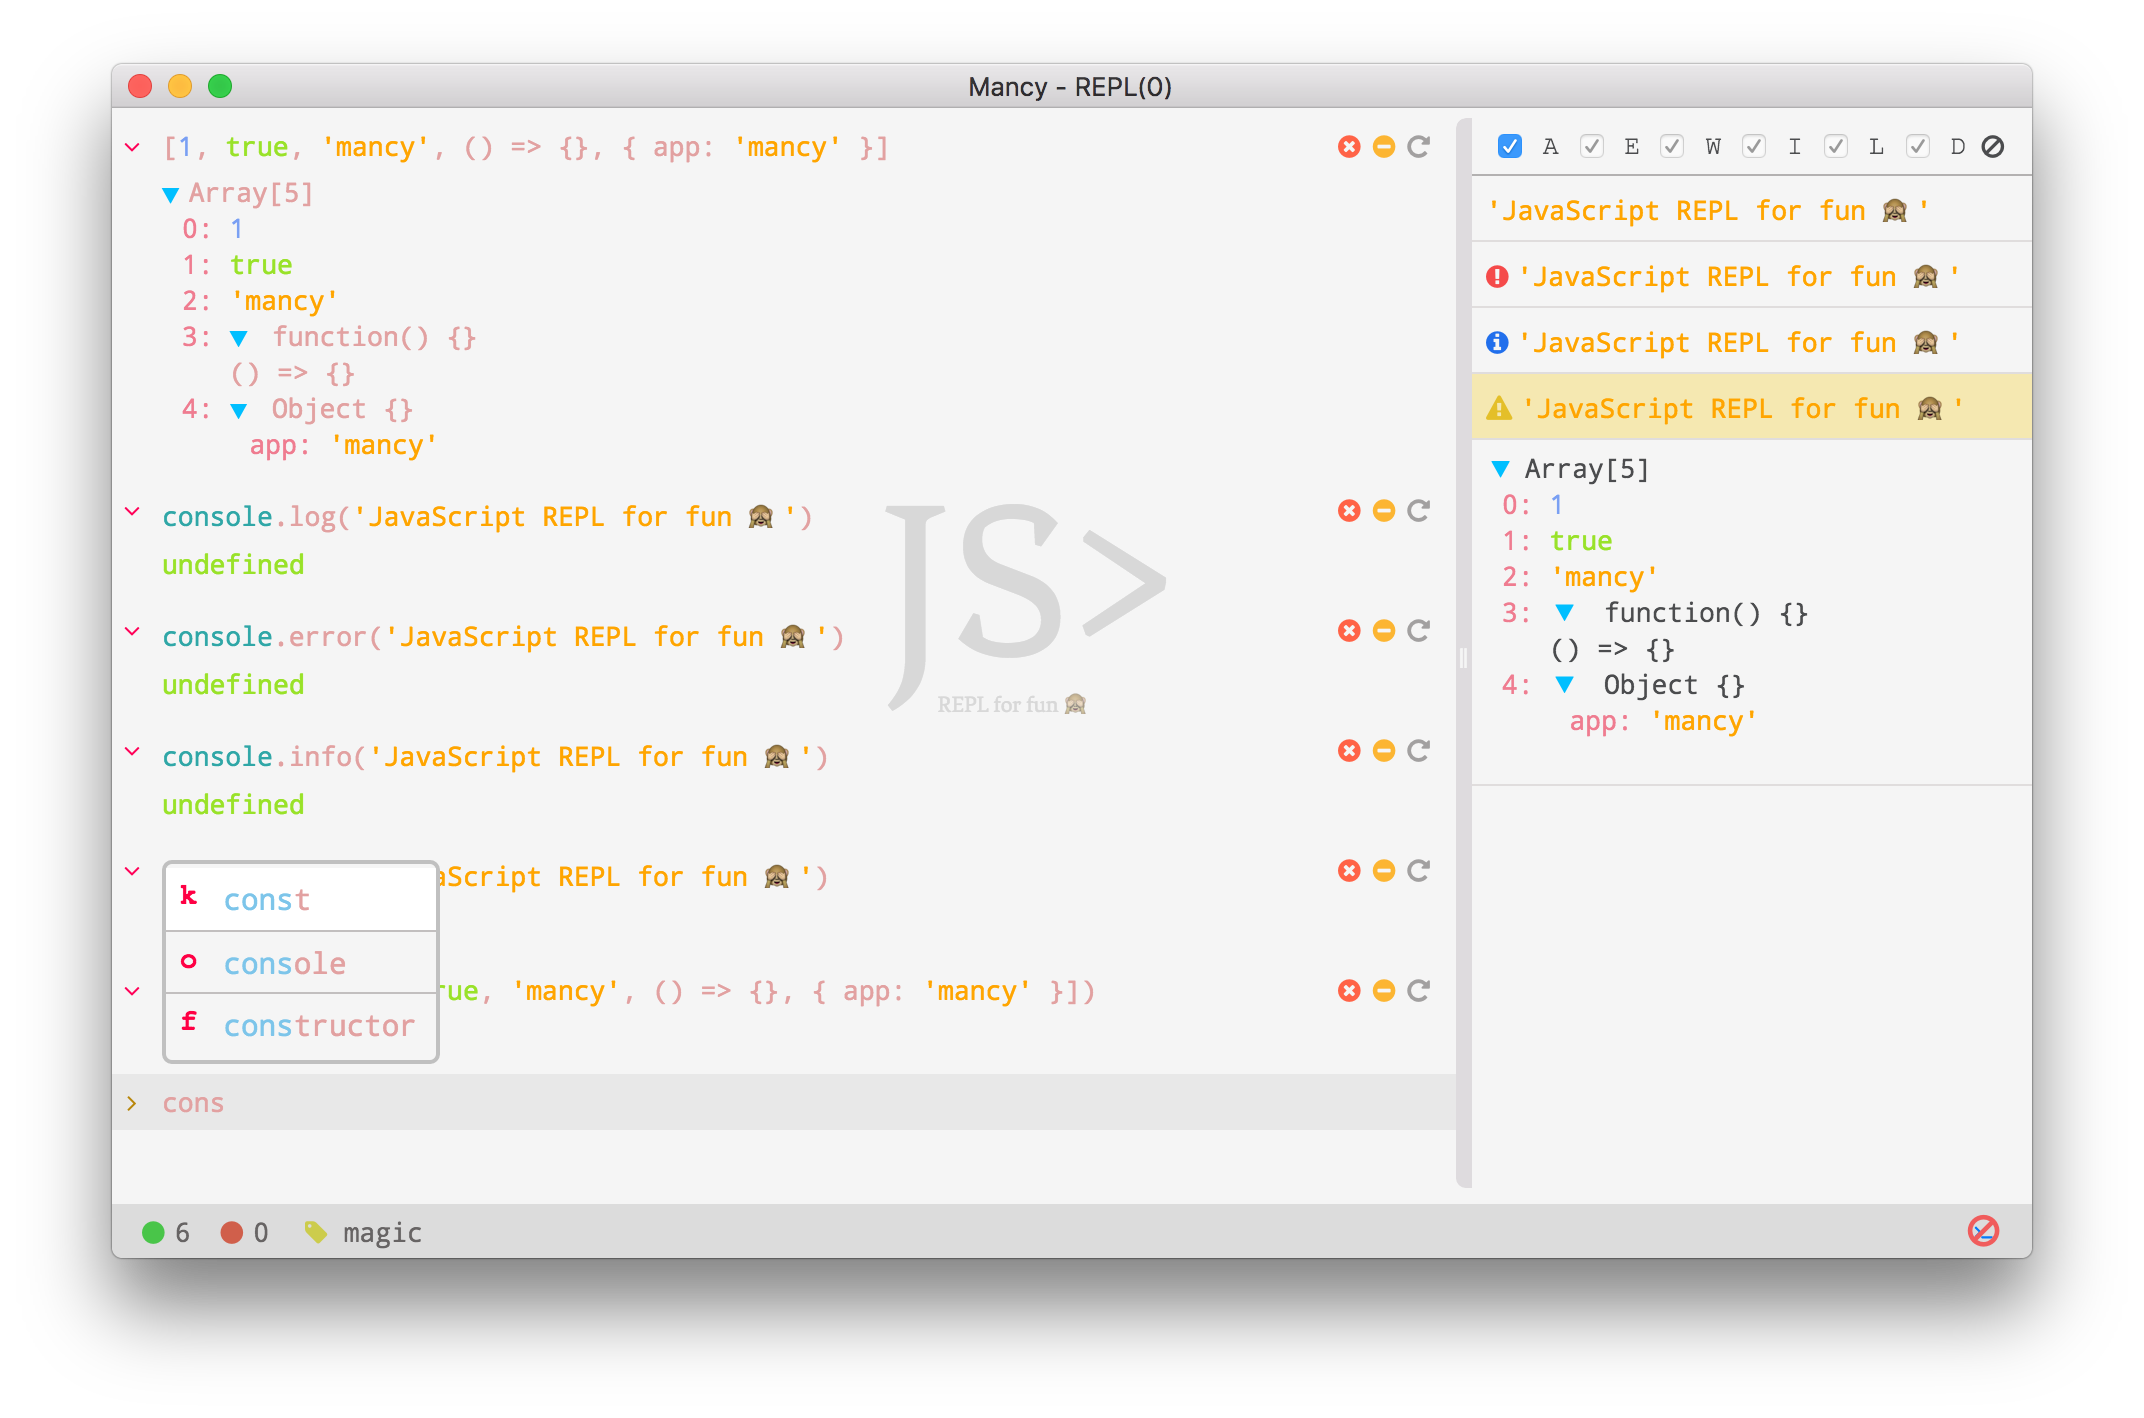 Mancy - REPL(0)
[1, true, 'mancy', () => {}, { app: 'mancy' }]
▼ Array[5]
0: 1
1: true
2: 'mancy'
3: ▼ function() {}
() => {}
4: ▼ Object {}
app: 'mancy'
console.log('JavaScript REPL for fun 🙈 ')
undefined
console.error('JavaScript REPL for fun 🙈 ')
undefined
console.info('JavaScript REPL for fun 🙈 ')
undefined
aScript REPL for fun 🙈 ')
rue, 'mancy', () => {}, { app: 'mancy' }])
k const
o console
f constructor
> cons
JS>
REPL for fun 🙈
A E W I L D
'JavaScript REPL for fun 🙈 '
'JavaScript REPL for fun 🙈 '
'JavaScript REPL for fun 🙈 '
'JavaScript REPL for fun 🙈 '
▼ Array[5]
0: 1
1: true
2: 'mancy'
3: ▼ function() {}
() => {}
4: ▼ Object {}
app: 'mancy'
6 0 magic